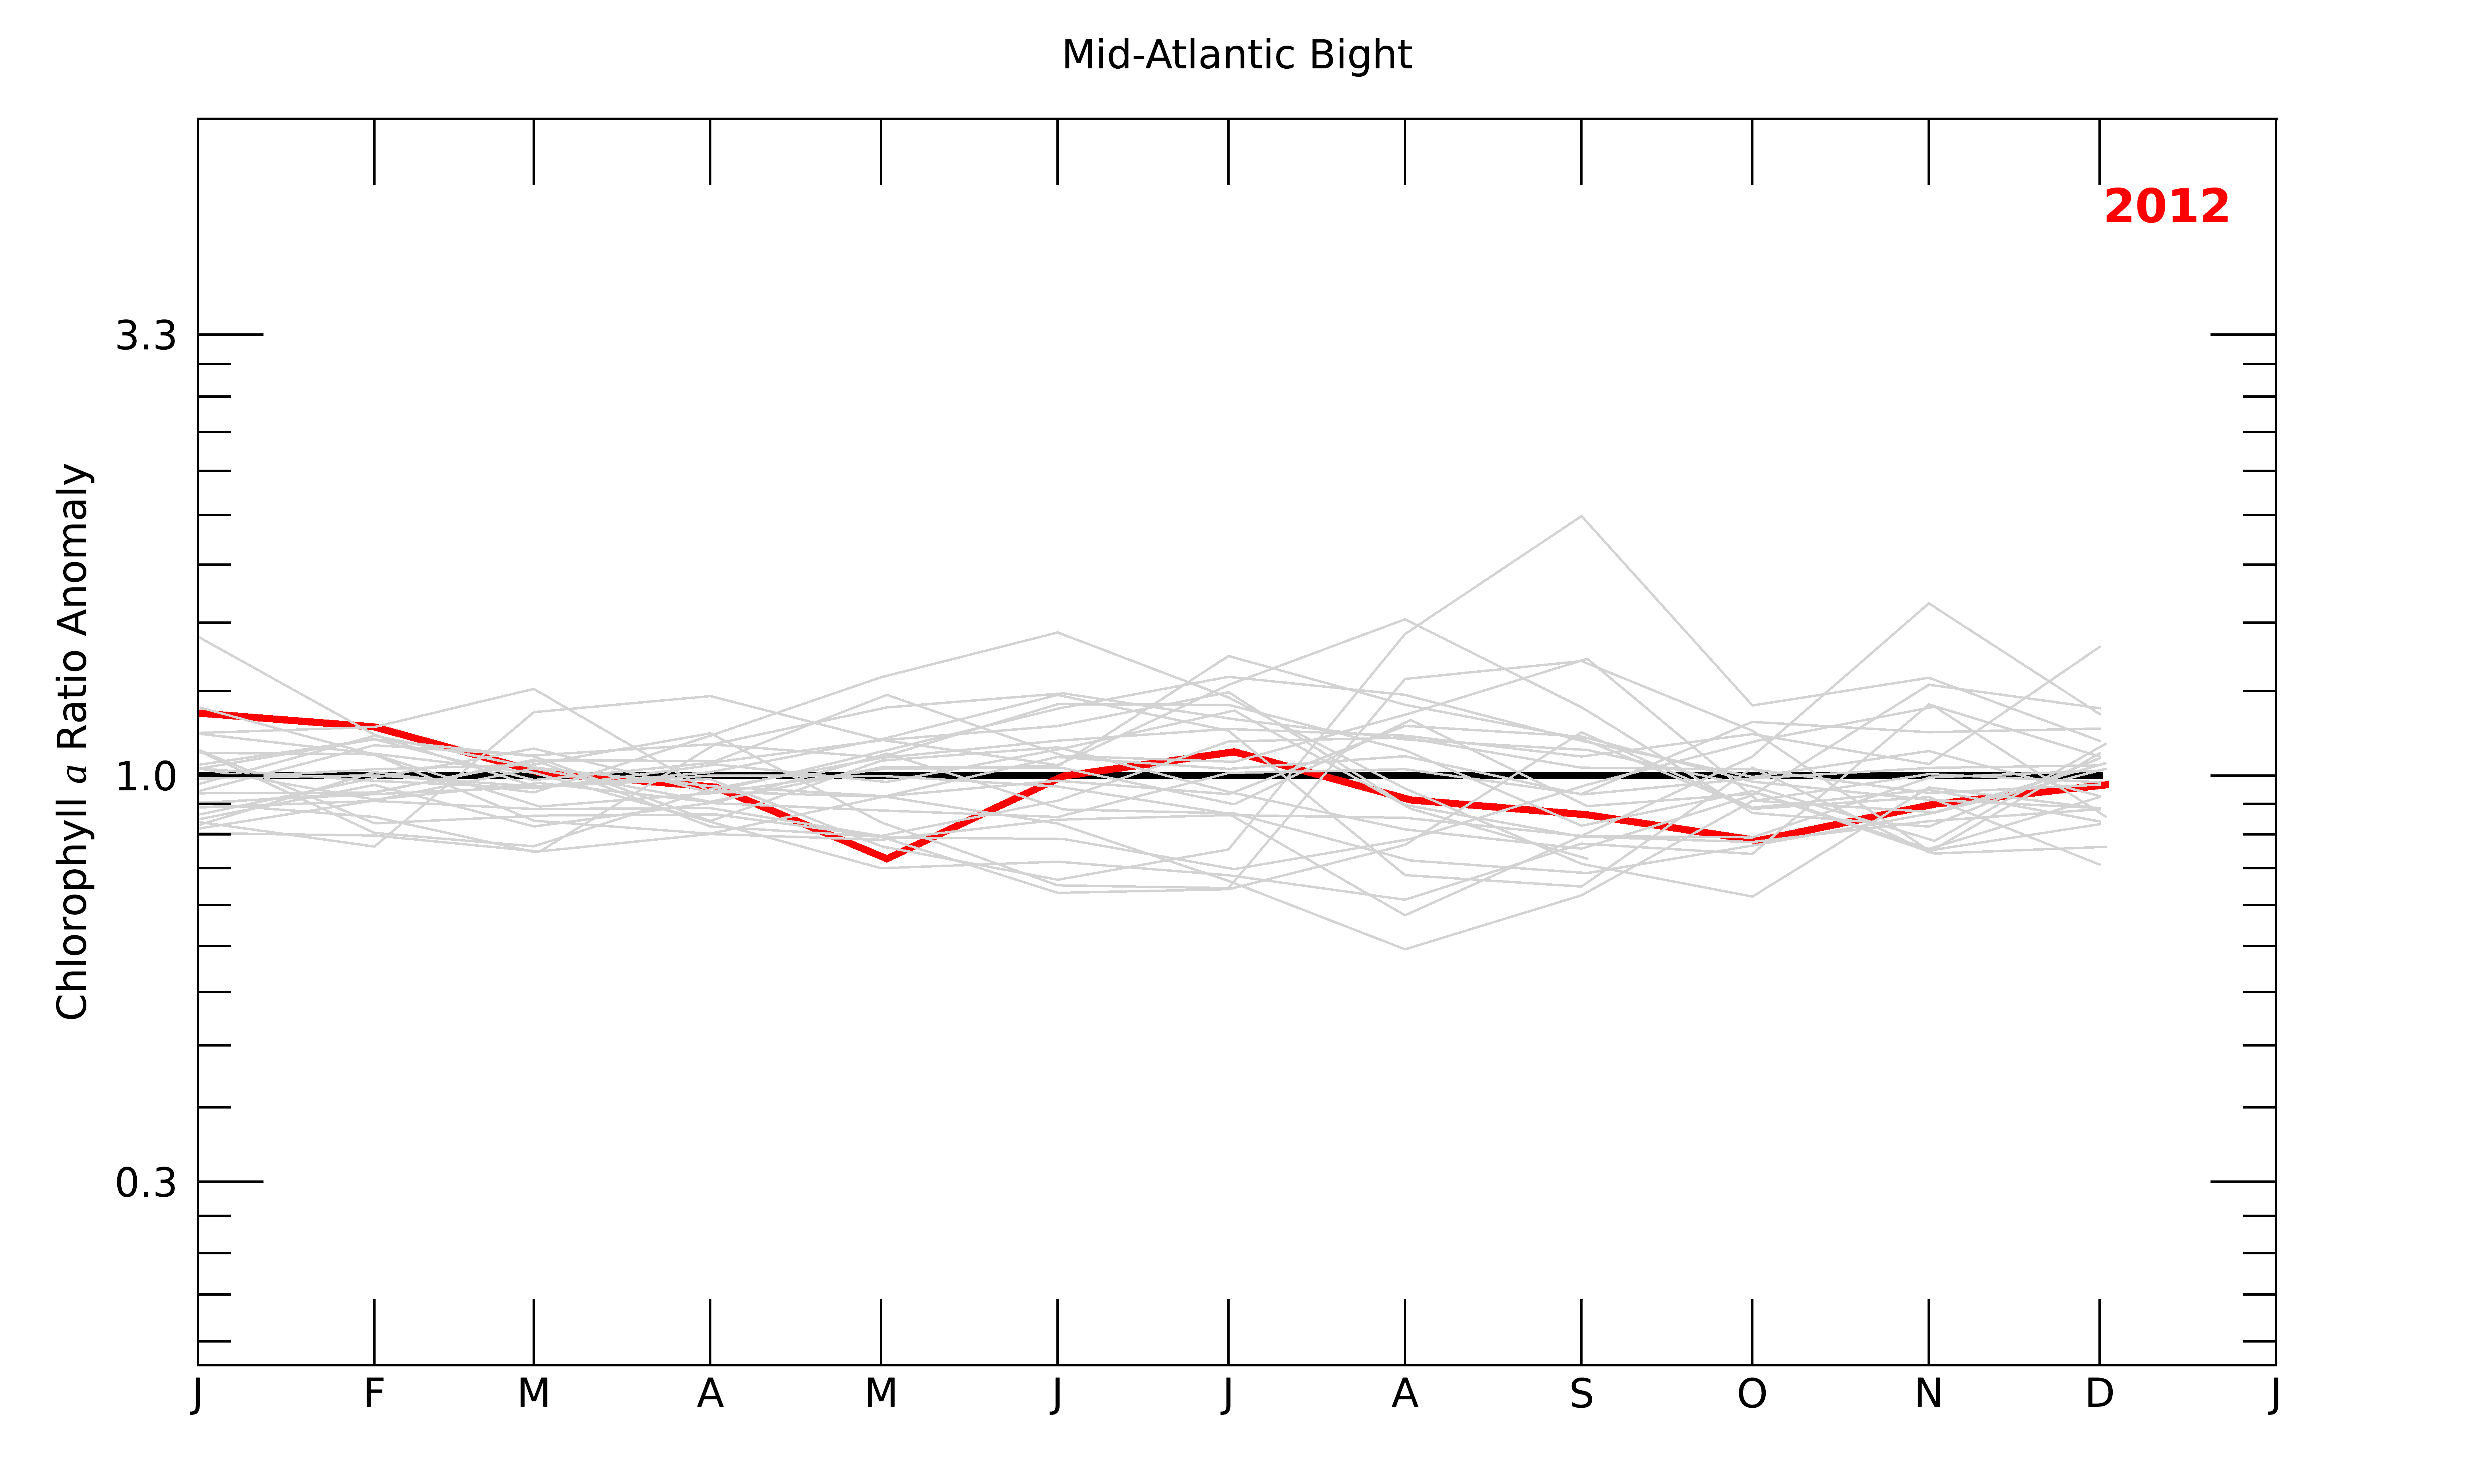 Mid-Atlantic Bight
2012
3.3
1.0
0.3
Chlorophyll a Ratio Anomaly
J F M A M J J A S O N D J